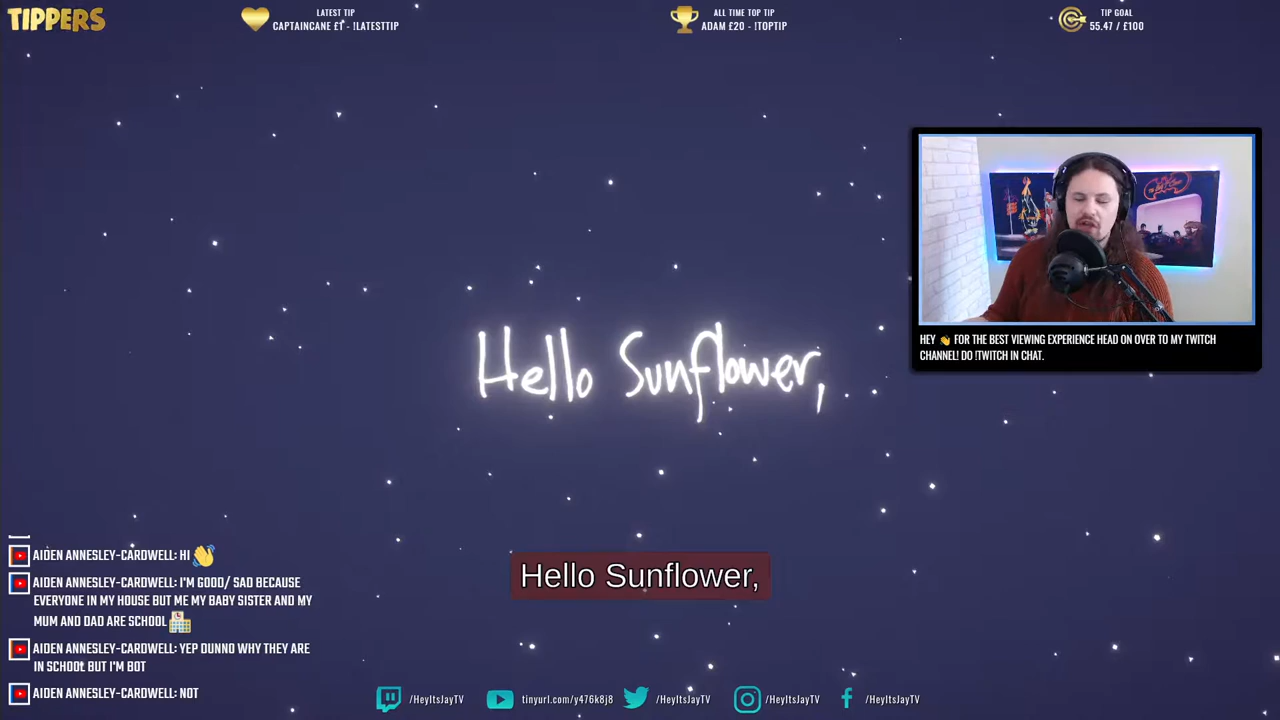 TIPPERS
LATEST TIP
CAPTAINCANE £1 - !LATESTTIP
ALL TIME TOP TIP
ADAM £20 - !TOPTIP
TIP GOAL
55.47 / £100
HEY 👋 FOR THE BEST VIEWING EXPERIENCE HEAD ON OVER TO MY TWITCH
CHANNEL! DO !TWITCH IN CHAT.
Hello Sunflower,
Hello Sunflower,
AIDEN ANNESLEY-CARDWELL: HI 👋
AIDEN ANNESLEY-CARDWELL: I'M GOOD/ SAD BECAUSE
EVERYONE IN MY HOUSE BUT ME MY BABY SISTER AND MY
MUM AND DAD ARE SCHOOL 🏫
AIDEN ANNESLEY-CARDWELL: YEP DUNNO WHY THEY ARE
IN SCHOOL BUT I'M BOT
AIDEN ANNESLEY-CARDWELL: NOT
/HeyItsJayTV
tinyurl.com/y476k8j8
/HeyItsJayTV
/HeyItsJayTV
/HeyItsJayTV